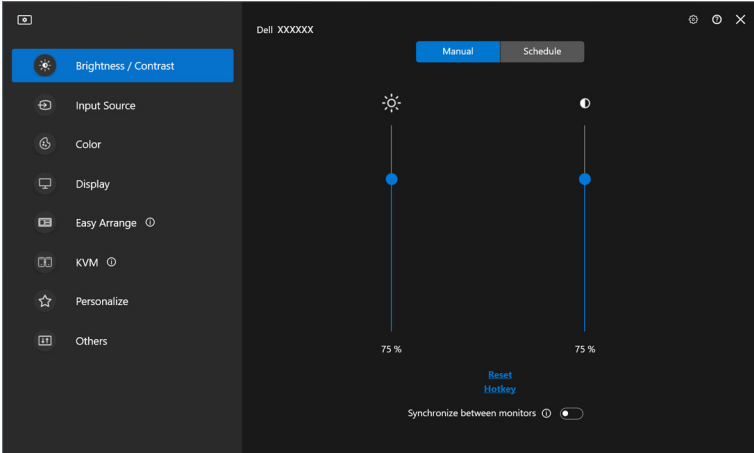 Dell XXXXXX
Manual
Schedule
Brightness / Contrast
Input Source
Color
Display
Easy Arrange
KVM
Personalize
Others
75 %
75 %
Reset
Hotkey
Synchronize between monitors